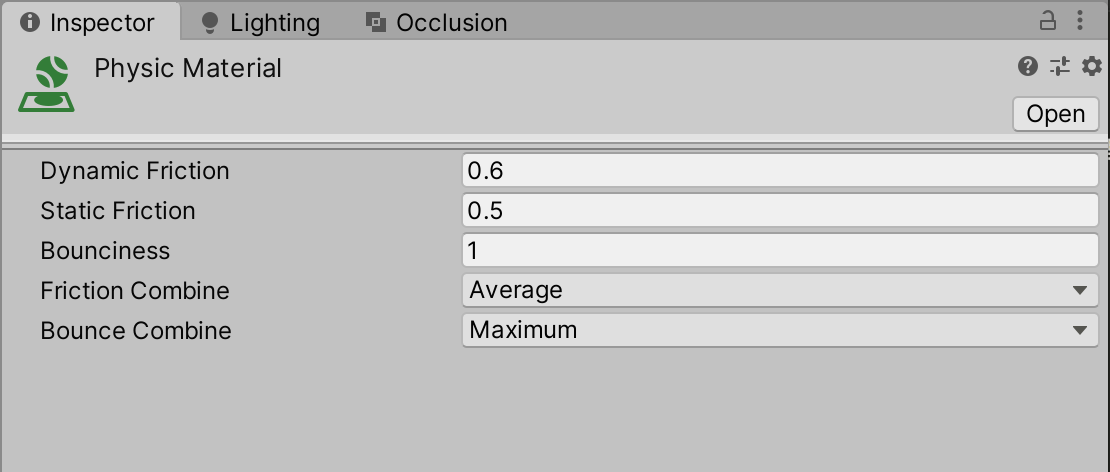 Inspector Lighting Occlusion
Physic Material
Open
Dynamic Friction 0.6
Static Friction 0.5
Bounciness 1
Friction Combine Average
Bounce Combine Maximum